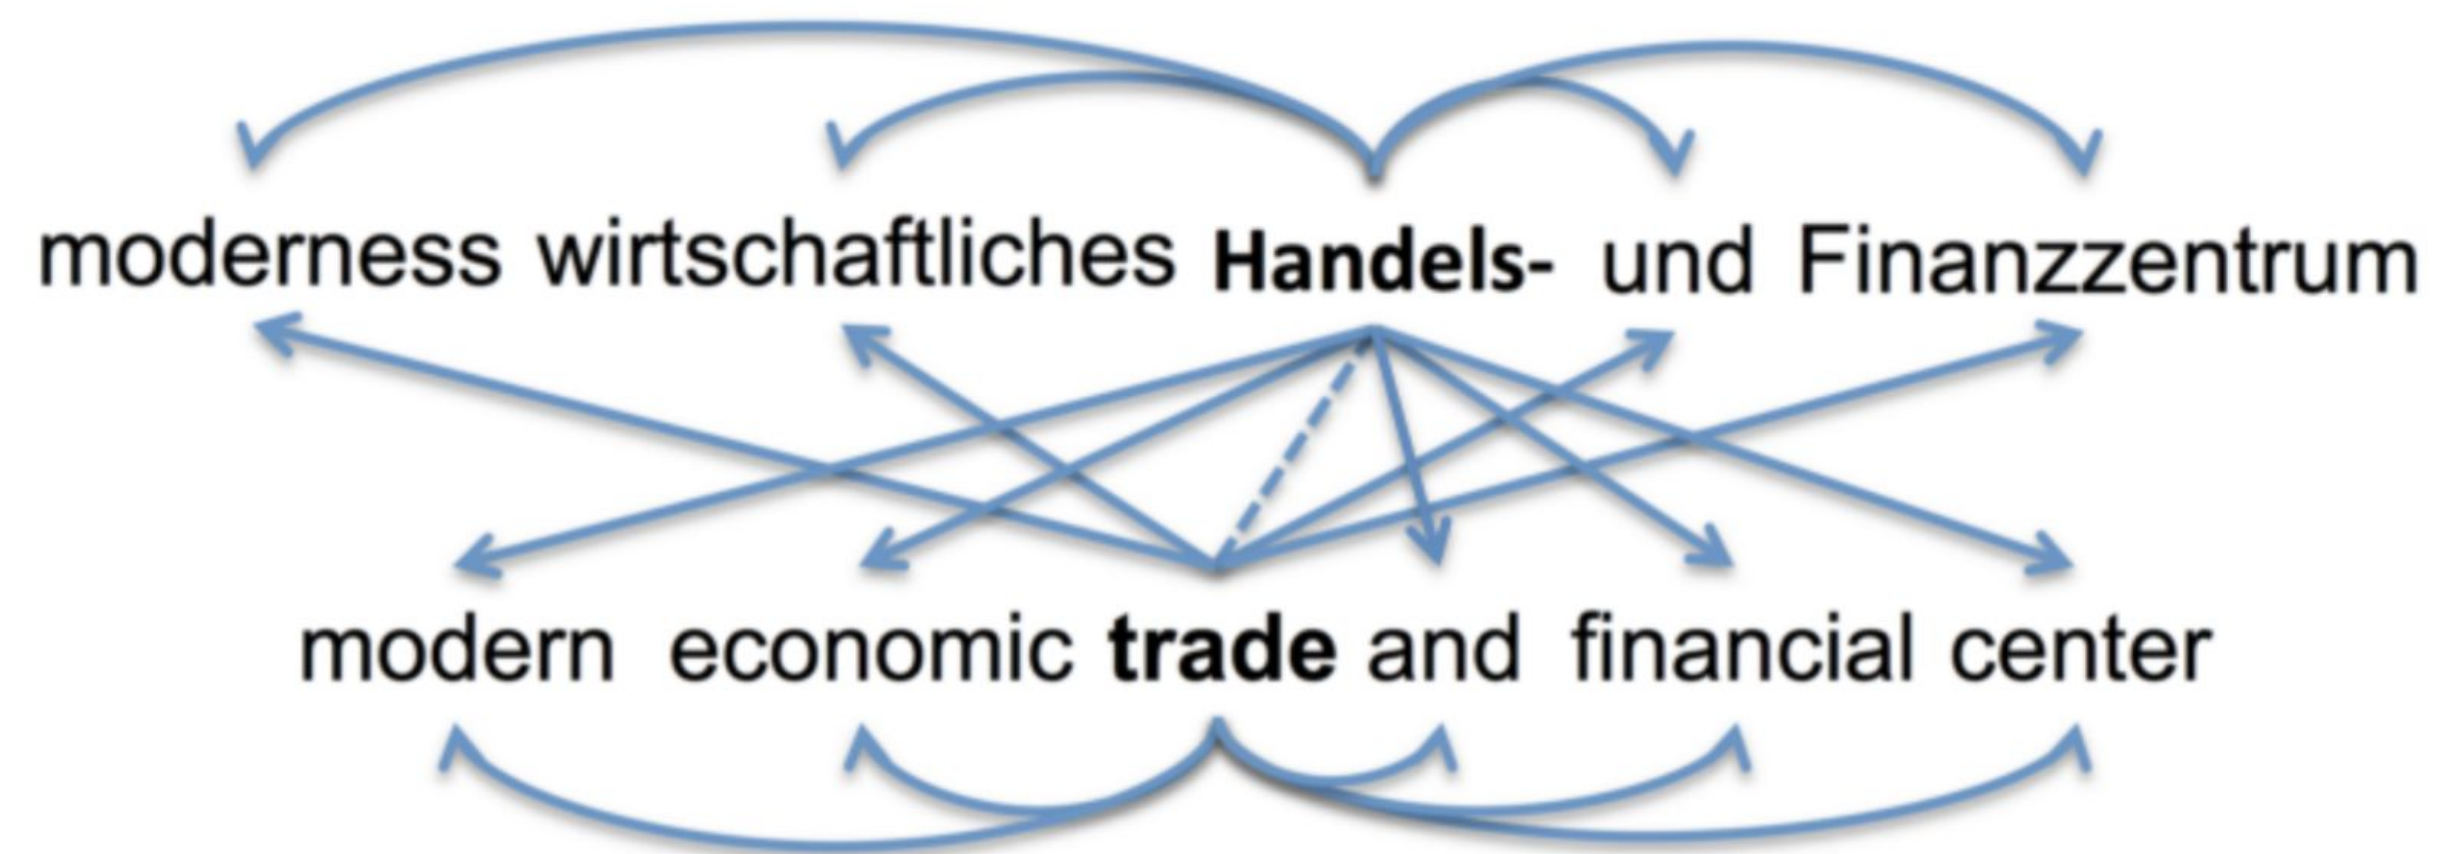 moderness wirtschaftliches Handels- und Finanzzentrum
modern economic trade and financial center